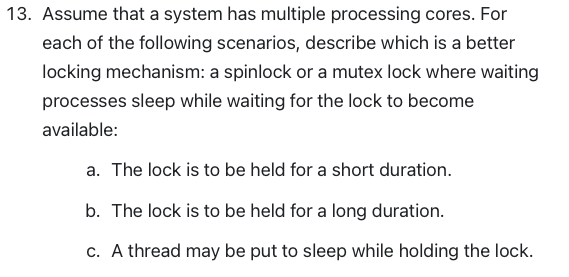 13. Assume that a system has multiple processing cores. For
each of the following scenarios, describe which is a better
locking mechanism: a spinlock or a mutex lock where waiting
processes sleep while waiting for the lock to become
available:
a. The lock is to be held for a short duration.
b. The lock is to be held for a long duration.
c. A thread may be put to sleep while holding the lock.